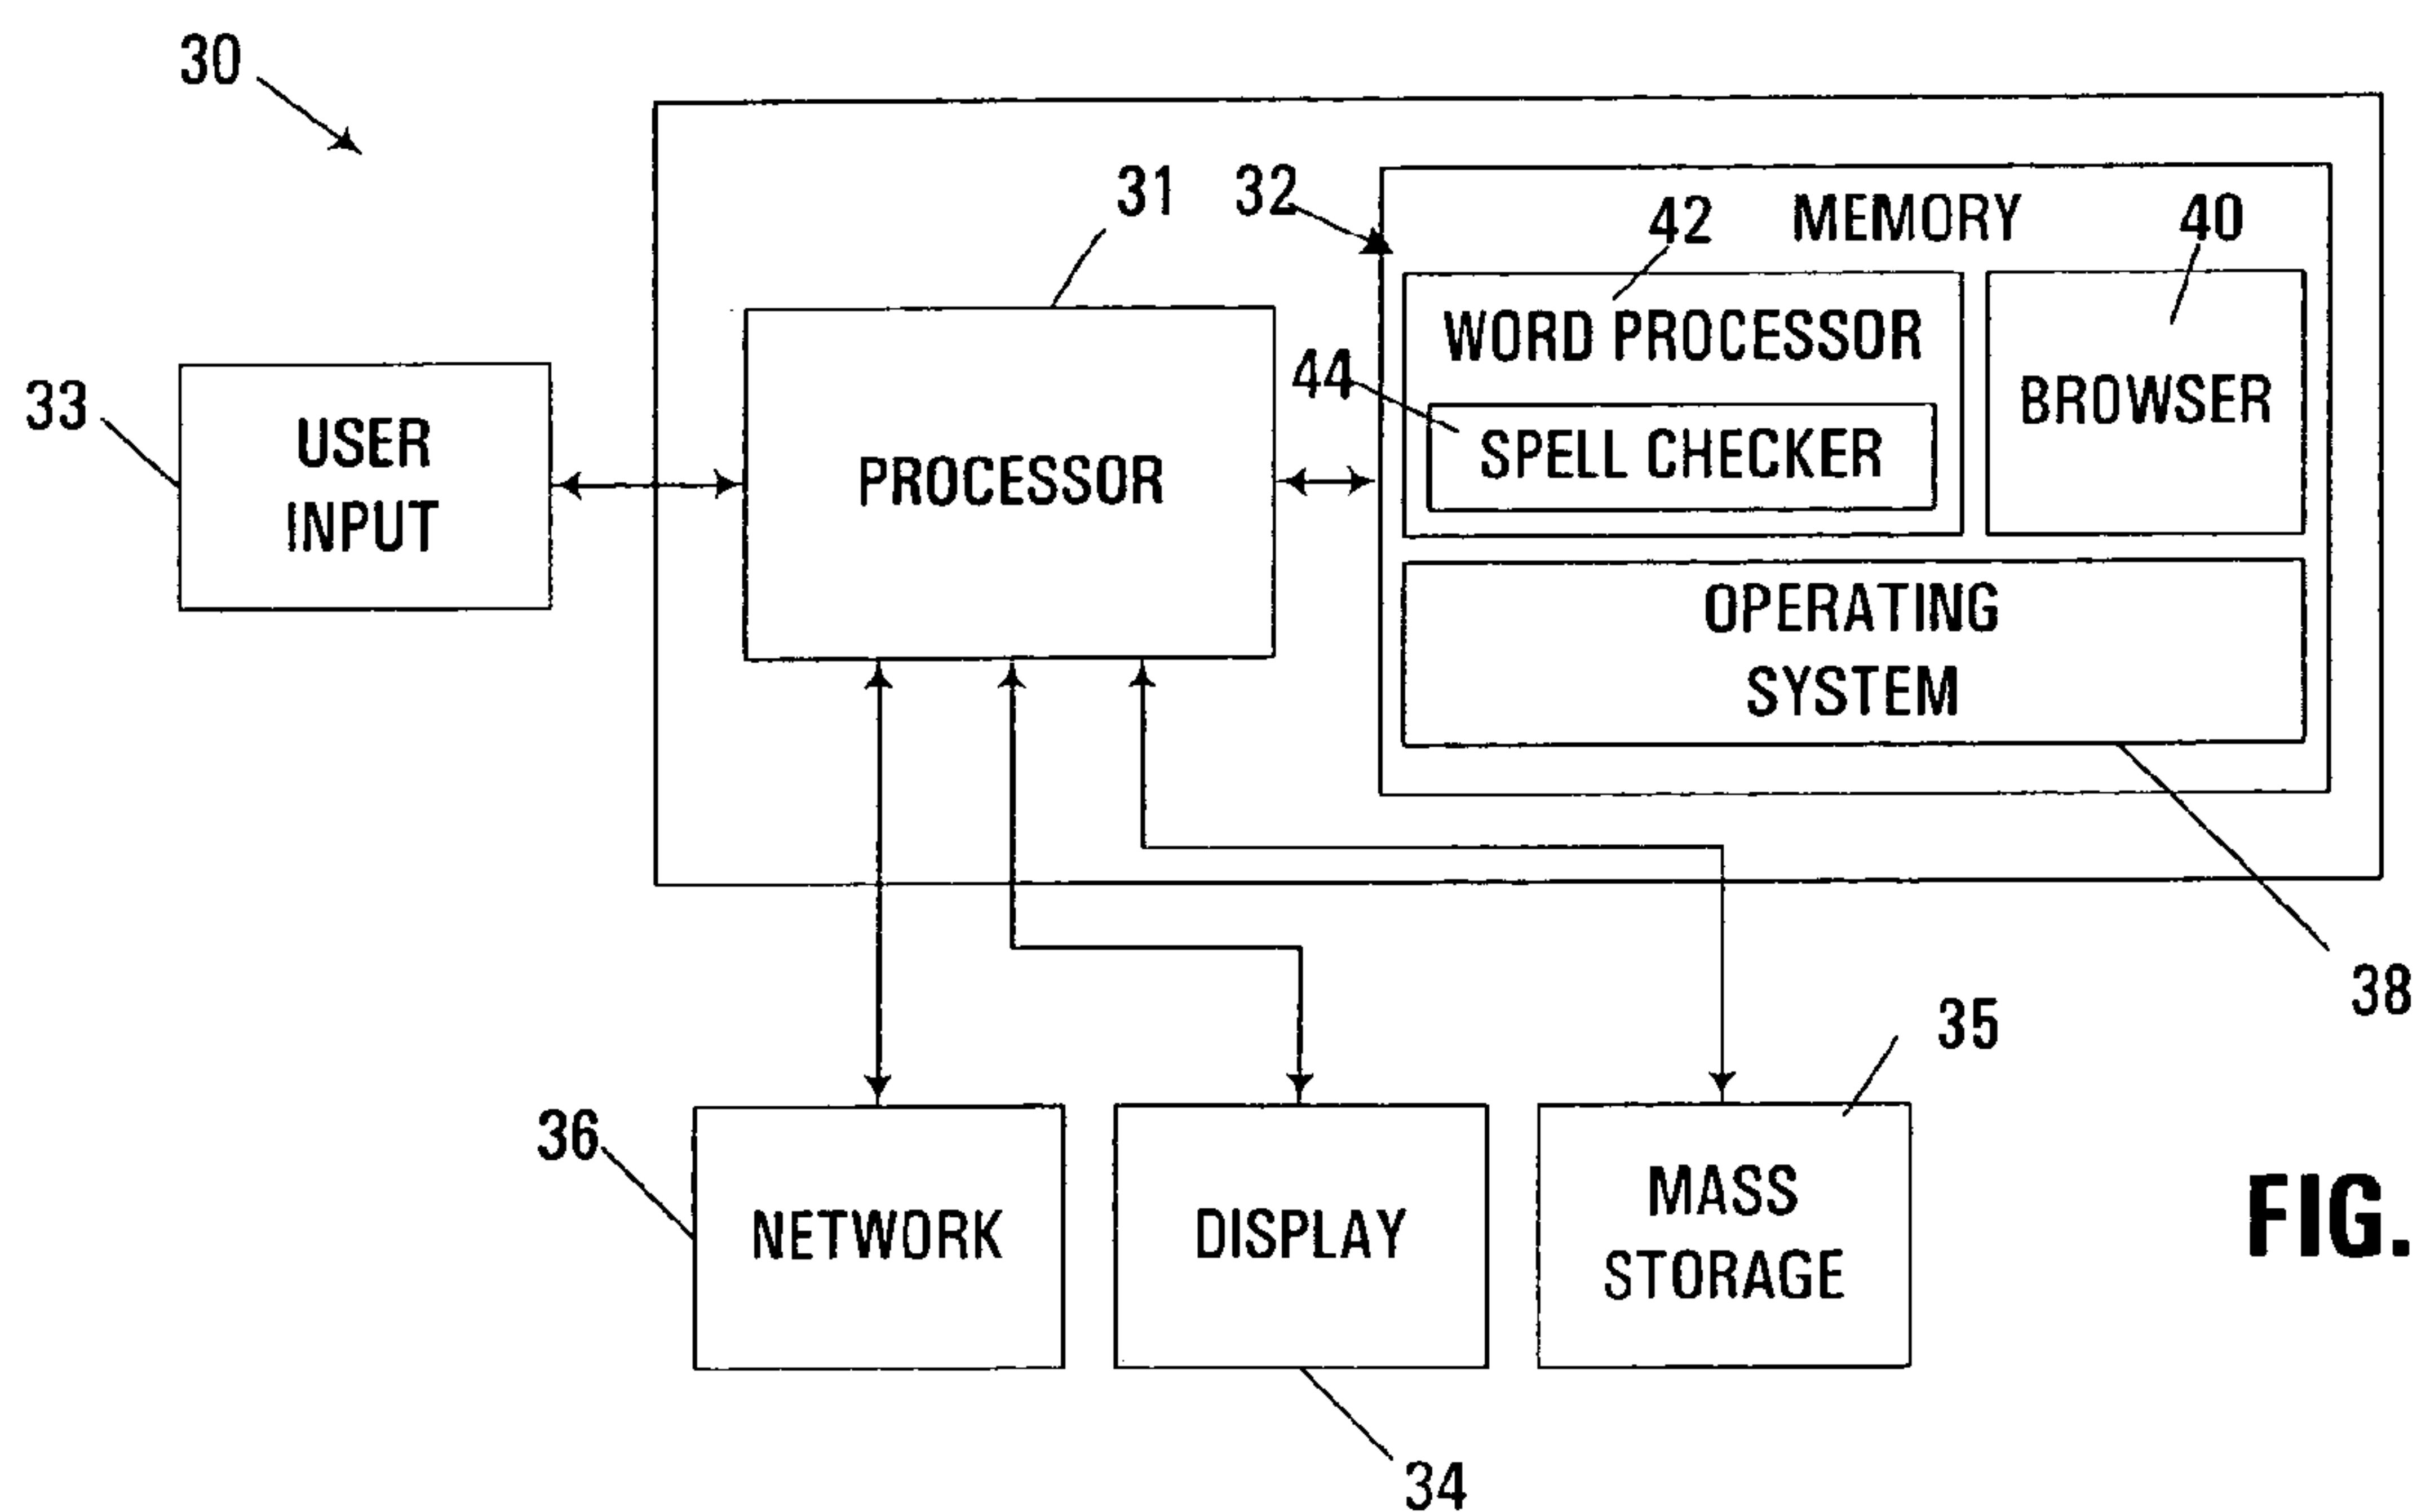 30
31
32
42
MEMORY
40
WORD PROCESSOR
44
BROWSER
SPELL CHECKER
33
USER
INPUT
PROCESSOR
OPERATING
SYSTEM
38
35
36
NETWORK
DISPLAY
MASS
STORAGE
FIG.
34